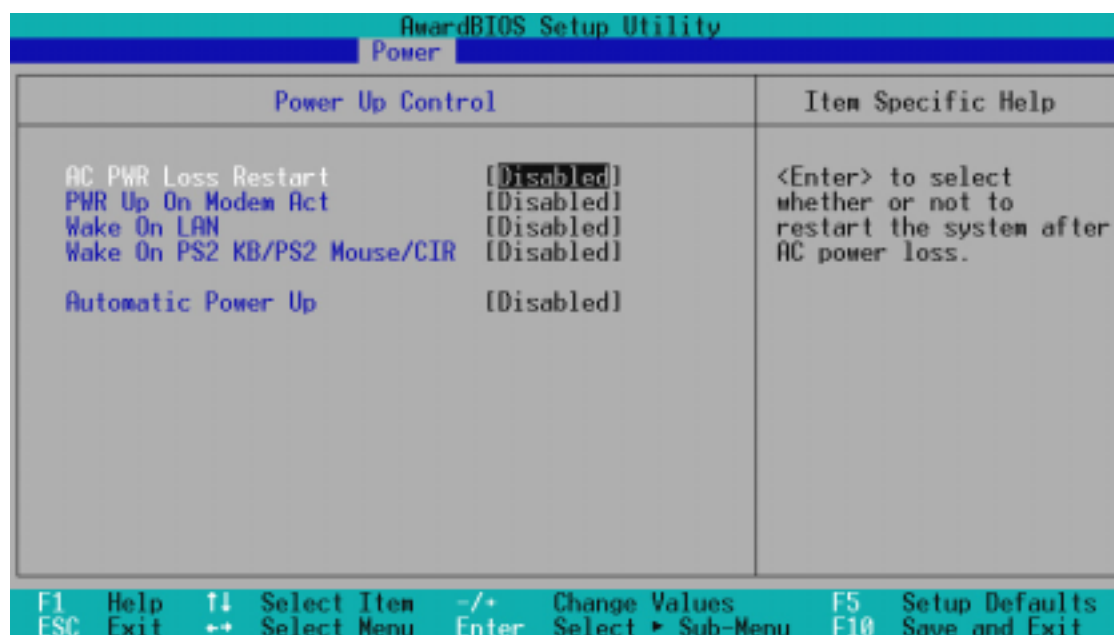 AwardBIOS Setup Utility
Power
Power Up Control
Item Specific Help
AC PWR Loss Restart [Disabled]
PWR Up On Modem Act [Disabled]
Wake On LAN [Disabled]
Wake On PS2 KB/PS2 Mouse/CIR [Disabled]
Automatic Power Up [Disabled]
<Enter> to select
whether or not to
restart the system after
AC power loss.
F1 Help ↑↓ Select Item -/+ Change Values F5 Setup Defaults
ESC Exit ←→ Select Menu Enter Select ► Sub-Menu F10 Save and Exit